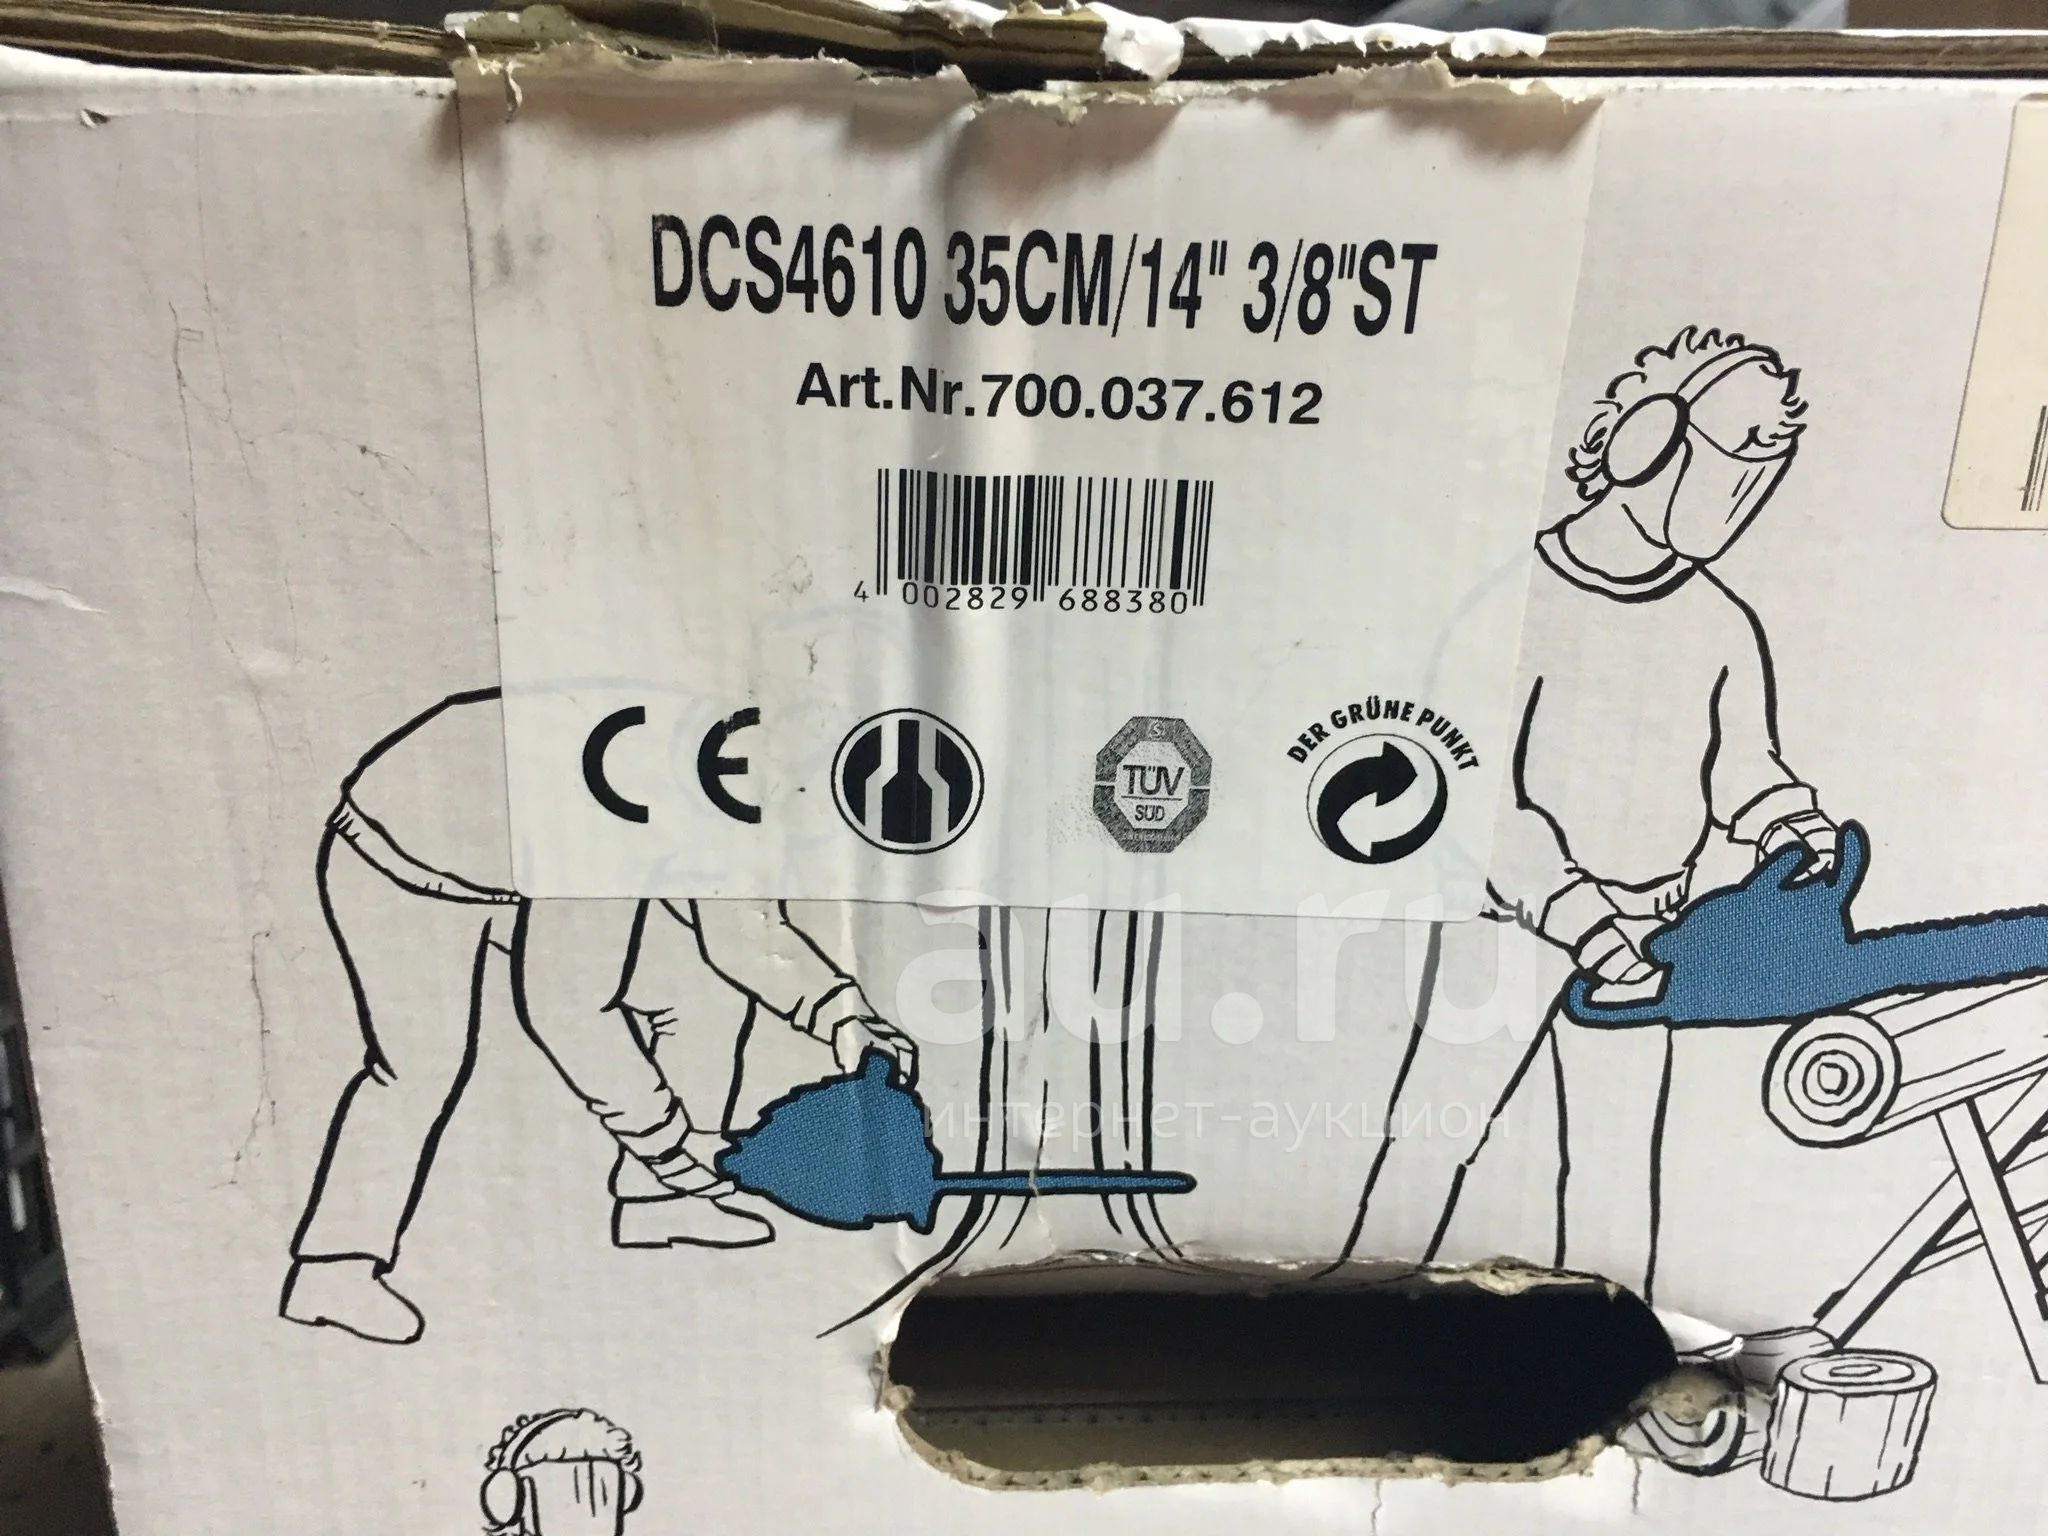 DCS4610 35CM/14" 3/8"ST
Art.Nr.700.037.612
4 002829 688380
CE
TÜV
SÜD
DER GRÜNE PUNKT
au.ru
интернет-аукцион